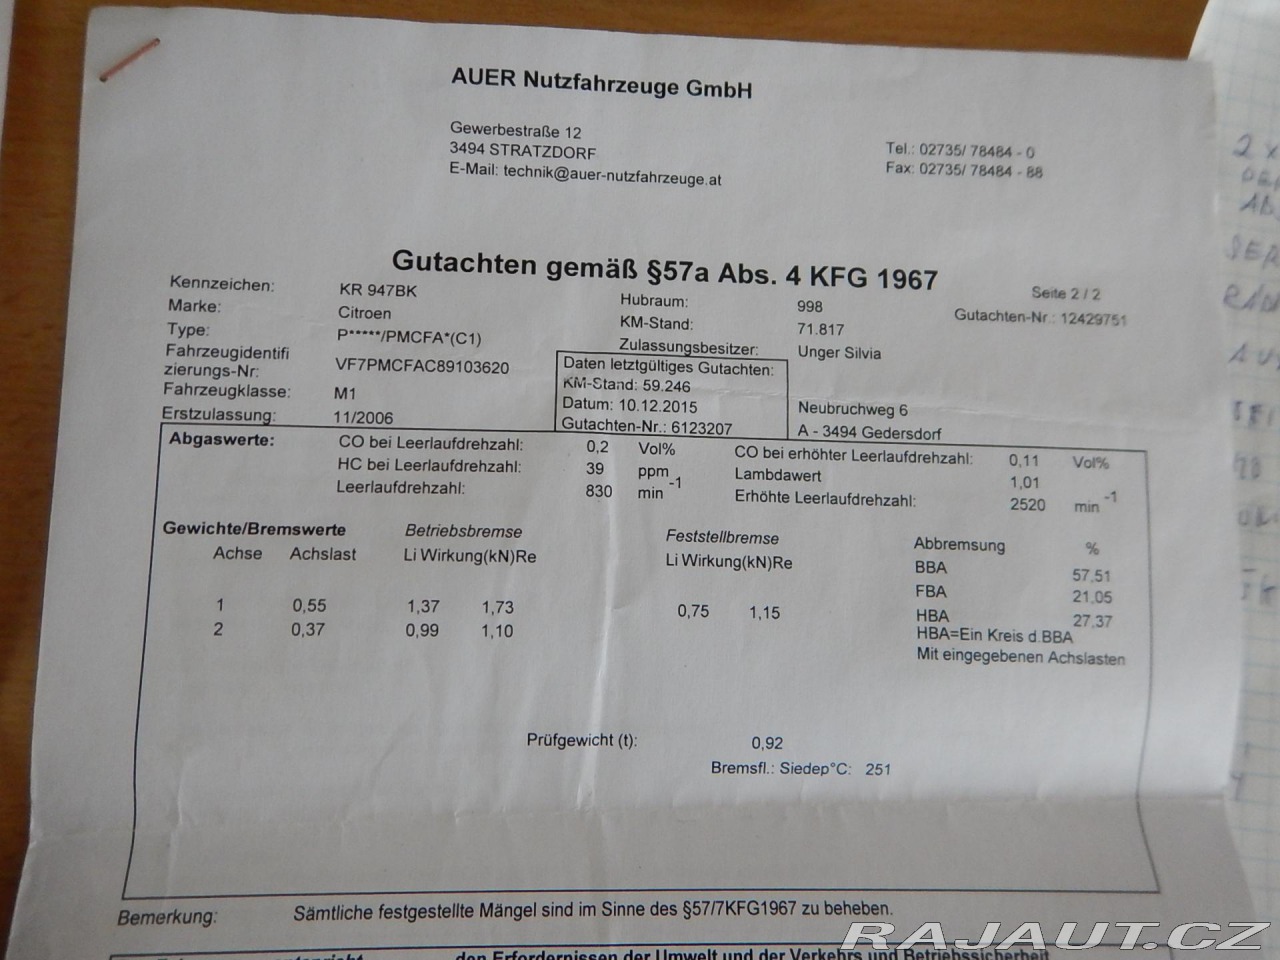 AUER Nutzfahrzeuge GmbH
Gewerbestraße 12
3494 STRATZDORF
E-Mail: technik@auer-nutzfahrzeuge.at
Tel.: 02735/ 78484 - 0
Fax: 02735/ 78484 - 88
Gutachten gemäß §57a Abs. 4 KFG 1967
Seite 2 / 2
Gutachten-Nr.: 12429751
Kennzeichen: KR 947BK
Marke: Citroen
Type: P*****/PMCFA*(C1)
Fahrzeugidentifi
zierungs-Nr: VF7PMCFAC89103620
Fahrzeugklasse: M1
Erstzulassung: 11/2006
Hubraum: 998
KM-Stand: 71.817
Zulassungsbesitzer: Unger Silvia
Neubruchweg 6
A - 3494 Gedersdorf
Daten letztgültiges Gutachten:
KM-Stand: 59.246
Datum: 10.12.2015
Gutachten-Nr.: 6123207
Abgaswerte: CO bei Leerlaufdrehzahl: 0,2 Vol% CO bei erhöhter Leerlaufdrehzahl: 0,11 Vol%
HC bei Leerlaufdrehzahl: 39 ppm Lambdawert 1,01
Leerlaufdrehzahl: 830 min -1 Erhöhte Leerlaufdrehzahl: 2520 min -1
Gewichte/Bremswerte Betriebsbremse Feststellbremse Abbremsung %
Achse Achslast Li Wirkung(kN)Re Li Wirkung(kN)Re BBA 57,51
FBA 21,05
1 0,55 1,37 1,73 0,75 1,15 HBA 27,37
2 0,37 0,99 1,10 HBA=Ein Kreis d.BBA
Mit eingegebenen Achslasten
Prüfgewicht (t): 0,92
Bremsfl.: Siedep°C: 251
Bemerkung: Sämtliche festgestellte Mängel sind im Sinne des §57/7KFG1967 zu beheben.
den Erfordernissen der Umwelt und der Verkehrs und Betriebssicherheit
RAJAUT.CZ